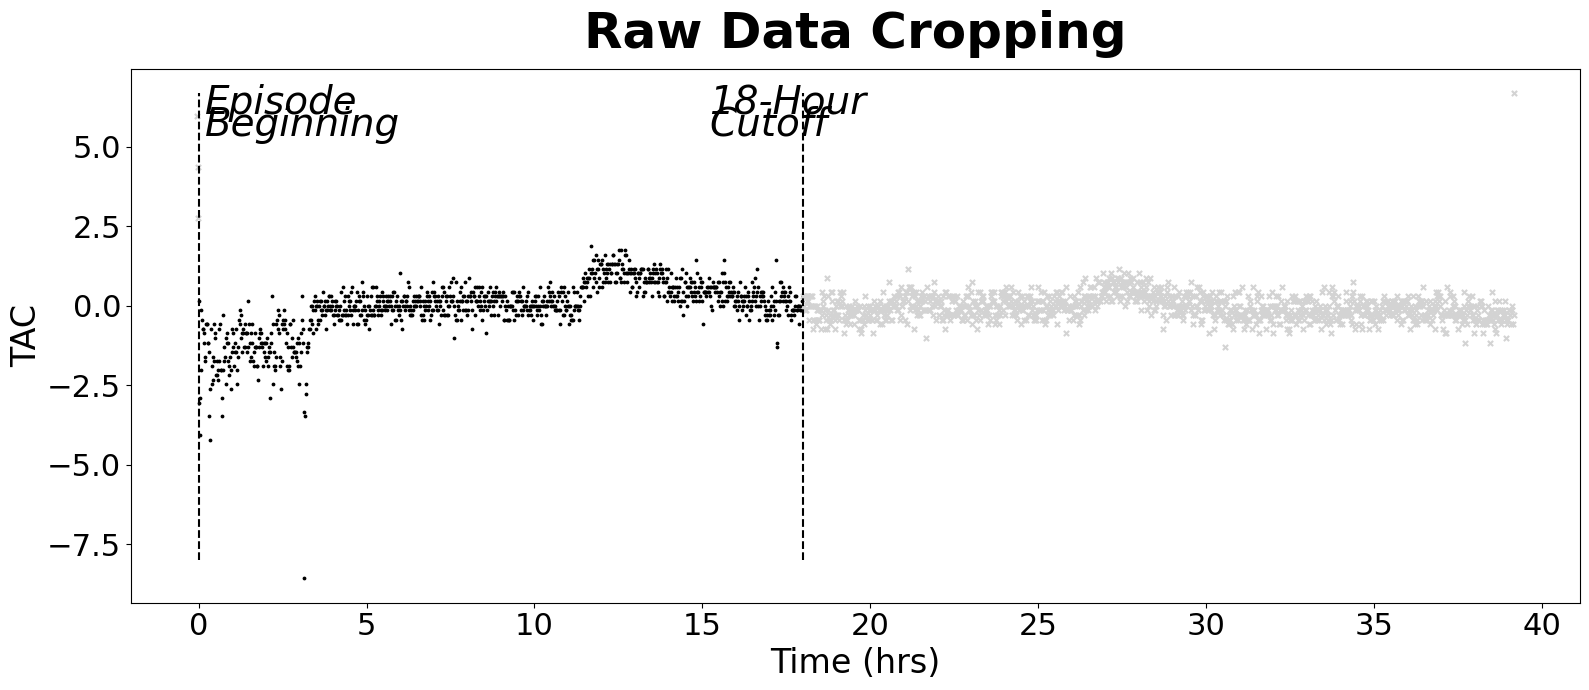 Raw Data Cropping
Episode
Beginning
18-Hour
Cutoff
5.0
2.5
0.0
−2.5
−5.0
−7.5
TAC
0 5 10 15 20 25 30 35 40
Time (hrs)